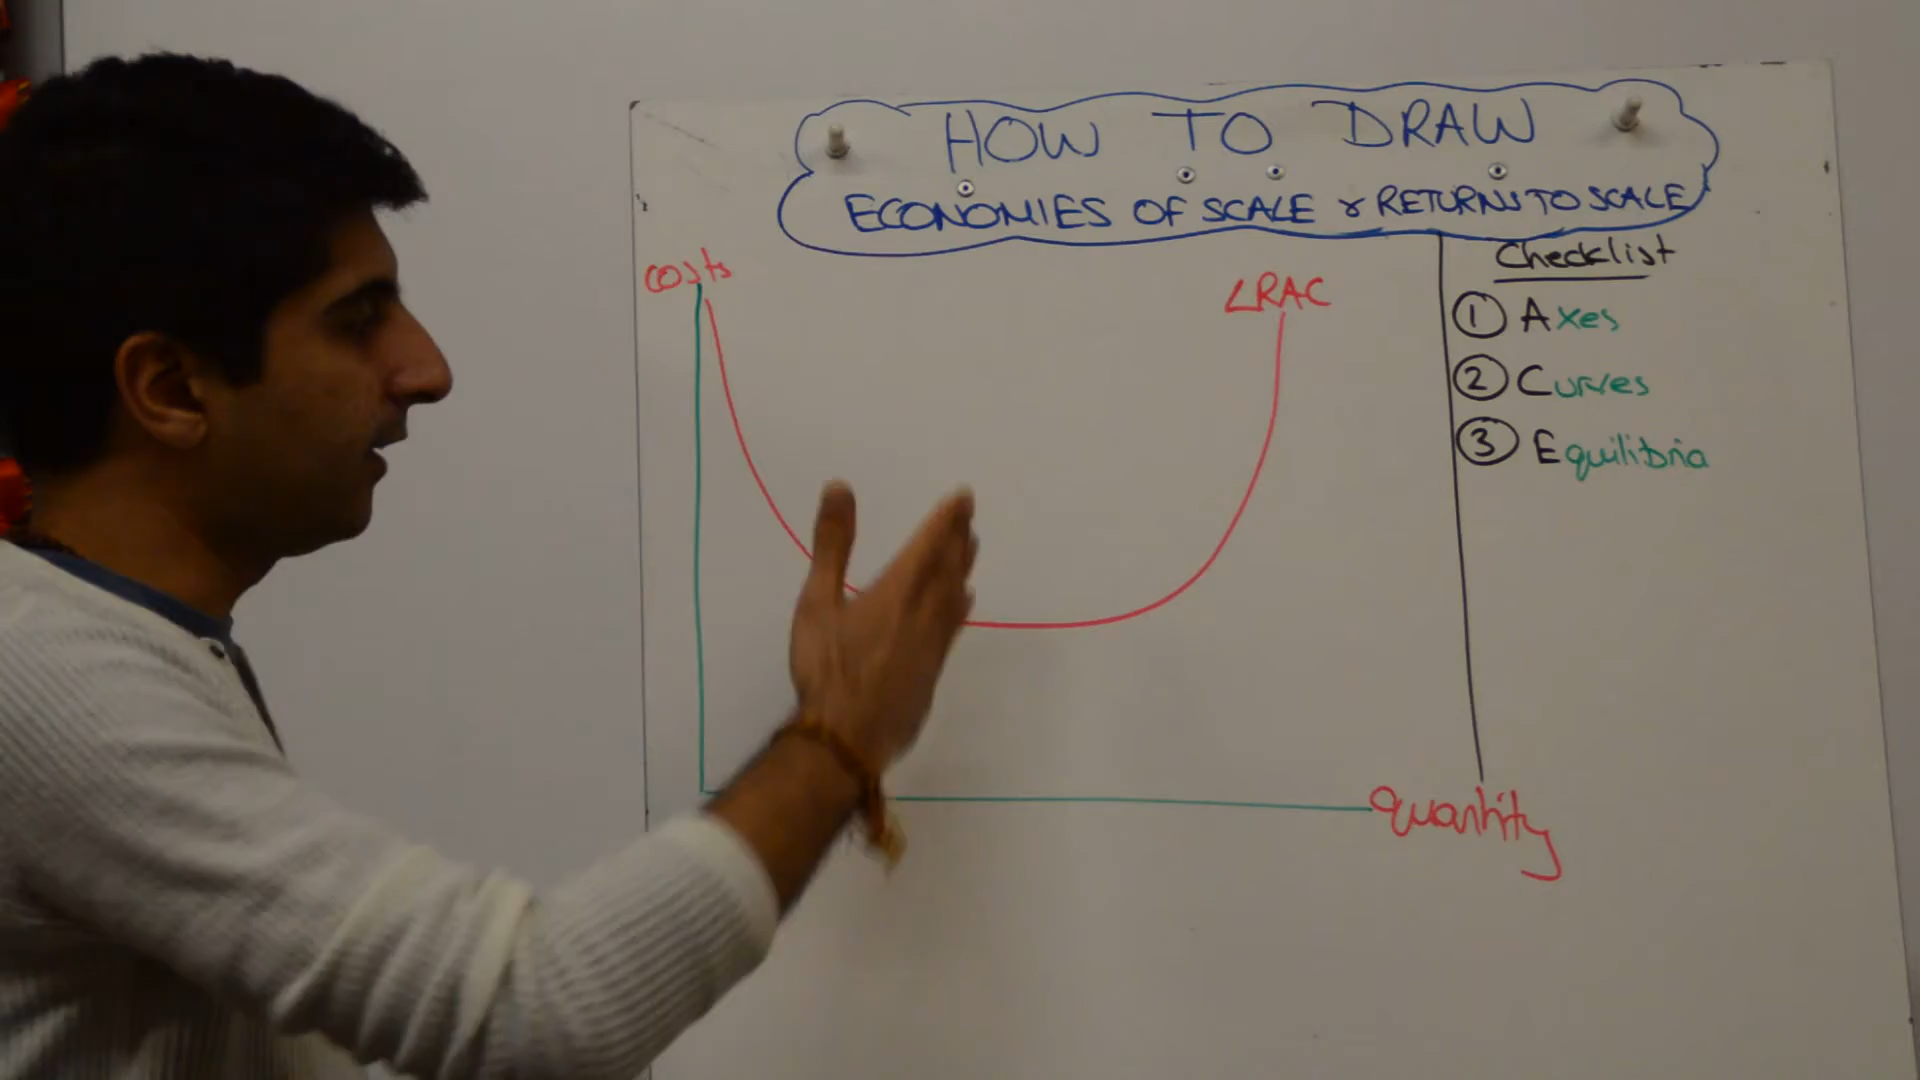 HOW TO DRAW
ECONOMIES OF SCALE & RETURNS TO SCALE
costs
LRAC
Checklist
1 Axes
2 Curves
3 Equilibria
quantity